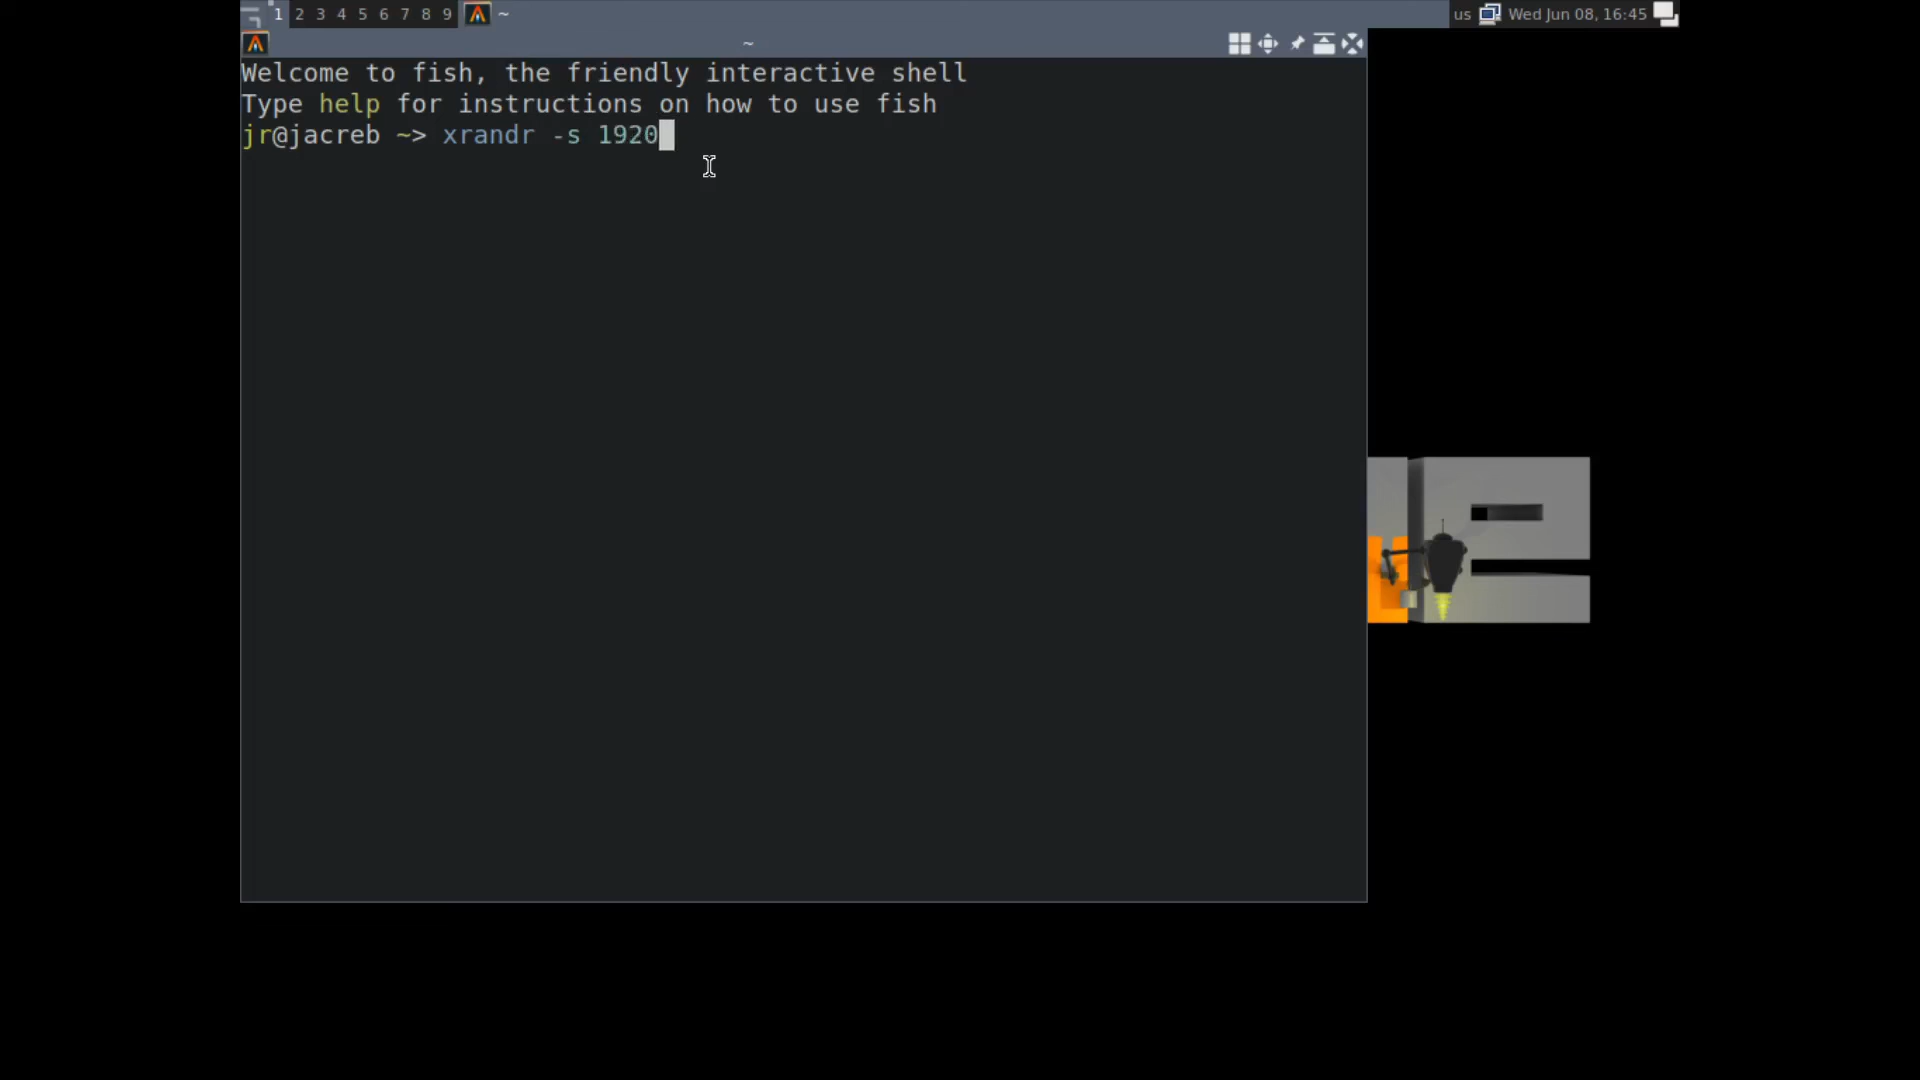 1 2 3 4 5 6 7 8 9 ~ us Wed Jun 08, 16:45
~
Welcome to fish, the friendly interactive shell
Type help for instructions on how to use fish
jr@jacreb ~> xrandr -s 1920